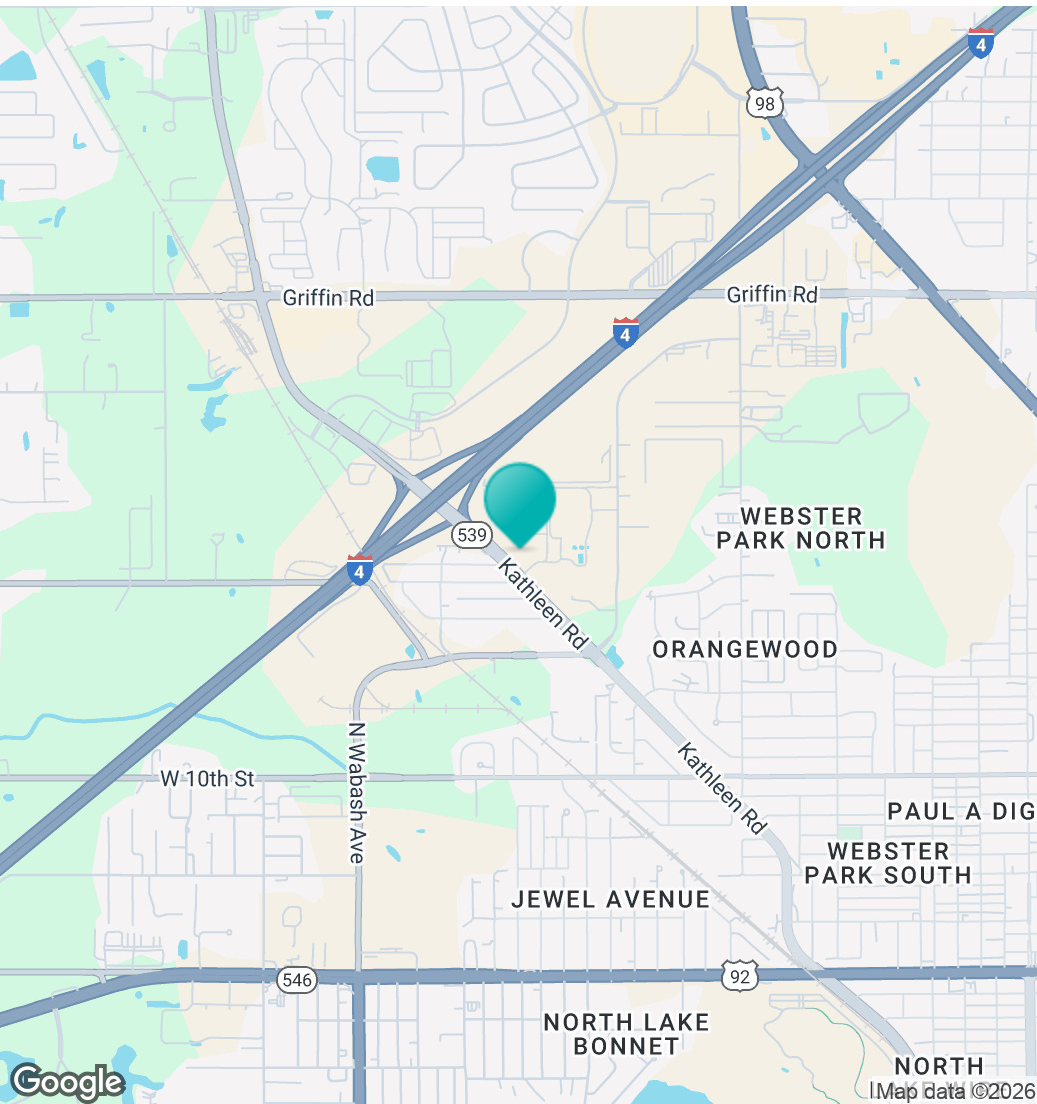 4
98
Griffin Rd
Griffin Rd
4
539
4
WEBSTER
PARK NORTH
Kathleen Rd
ORANGEWOOD
N Wabash Ave
W 10th St
Kathleen Rd
PAUL A DIG
WEBSTER
PARK SOUTH
JEWEL AVENUE
546
92
NORTH LAKE
BONNET
NORTH
Google
Map data ©2026